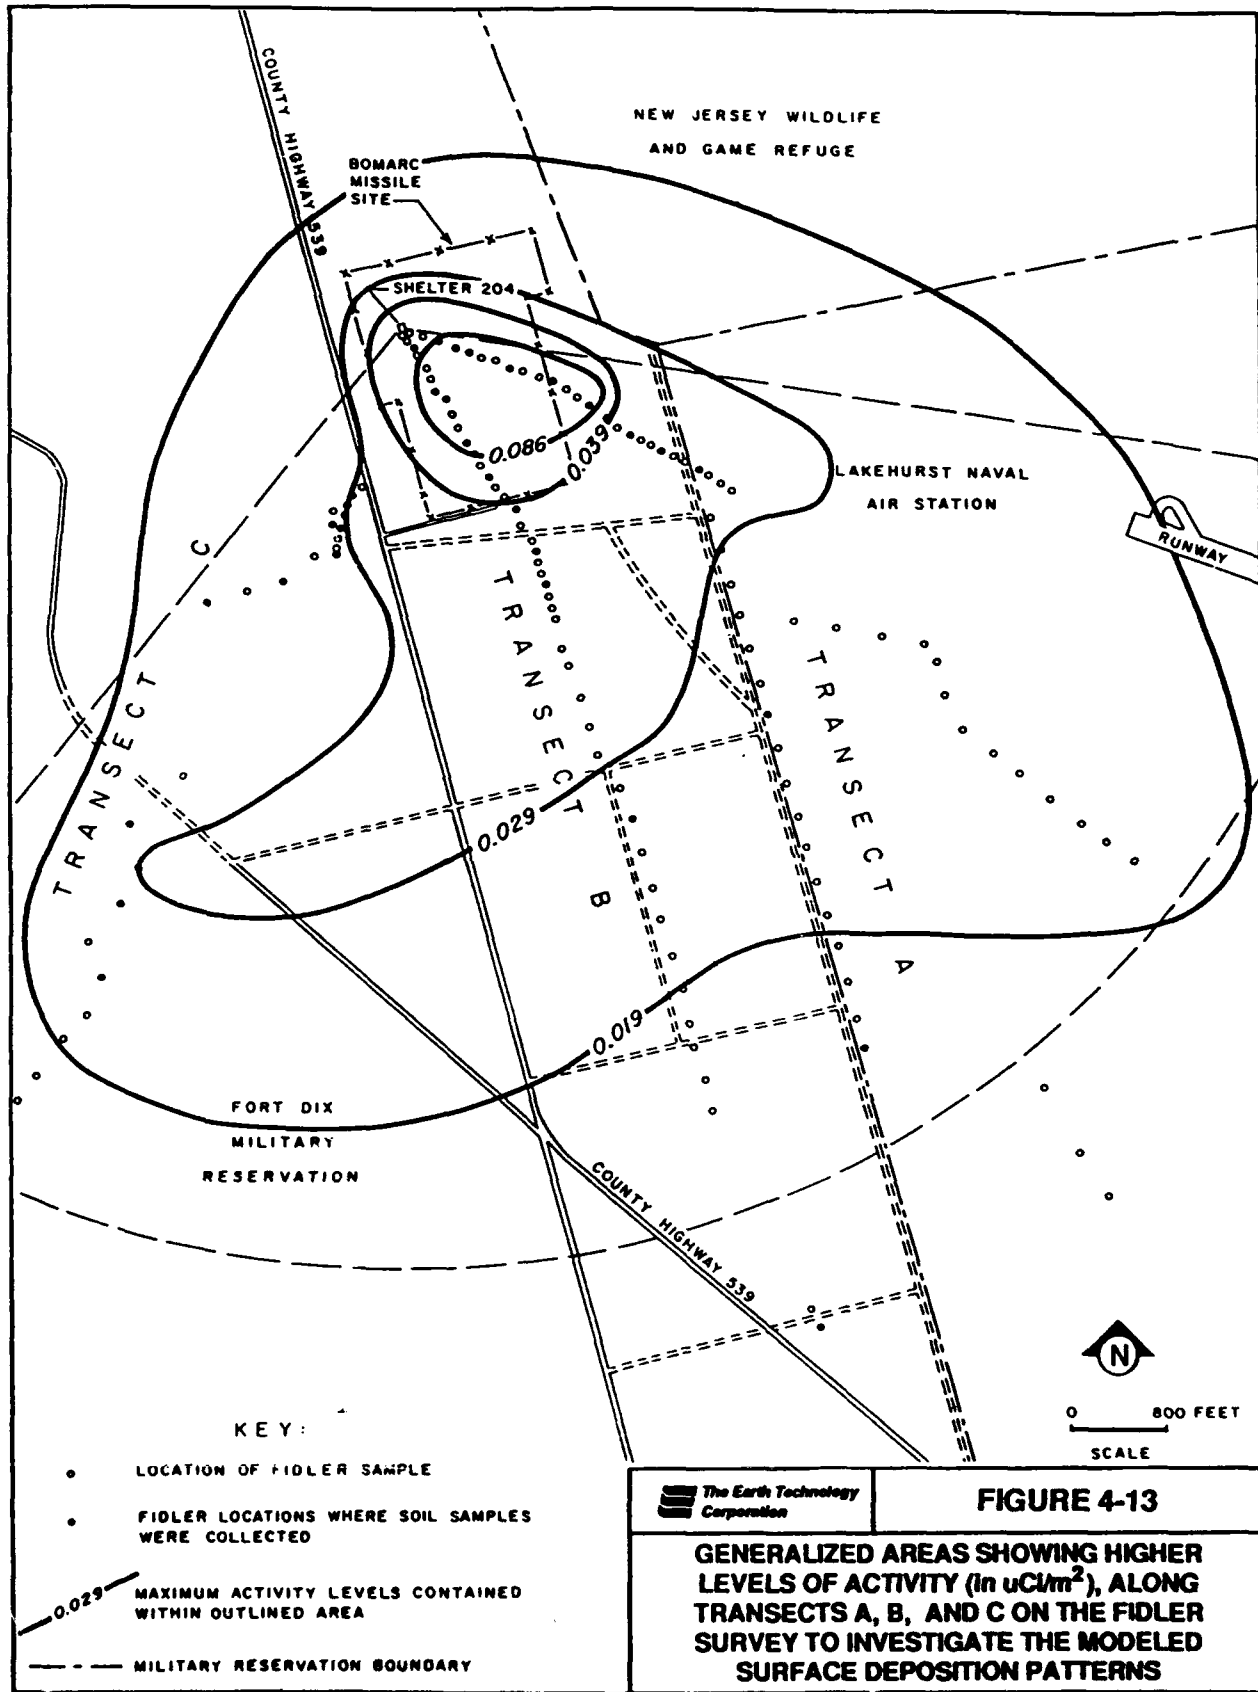 COUNTY HIGHWAY 539
NEW JERSEY WILDLIFE
AND GAME REFUGE
BOMARC
MISSILE
SITE
SHELTER 204
0.086
0.039
LAKEHURST NAVAL
AIR STATION
RUNWAY
TRANSECT C
TRANSECT B
TRANSECT A
0.029
0.019
FORT DIX
MILITARY
RESERVATION
COUNTY HIGHWAY 539
N
0 800 FEET
SCALE
KEY:
LOCATION OF FIDLER SAMPLE
FIDLER LOCATIONS WHERE SOIL SAMPLES
WERE COLLECTED
0.029
MAXIMUM ACTIVITY LEVELS CONTAINED
WITHIN OUTLINED AREA
MILITARY RESERVATION BOUNDARY
The Earth Technology
Corporation
FIGURE 4-13
GENERALIZED AREAS SHOWING HIGHER
LEVELS OF ACTIVITY (in uCi/m²), ALONG
TRANSECTS A, B, AND C ON THE FIDLER
SURVEY TO INVESTIGATE THE MODELED
SURFACE DEPOSITION PATTERNS